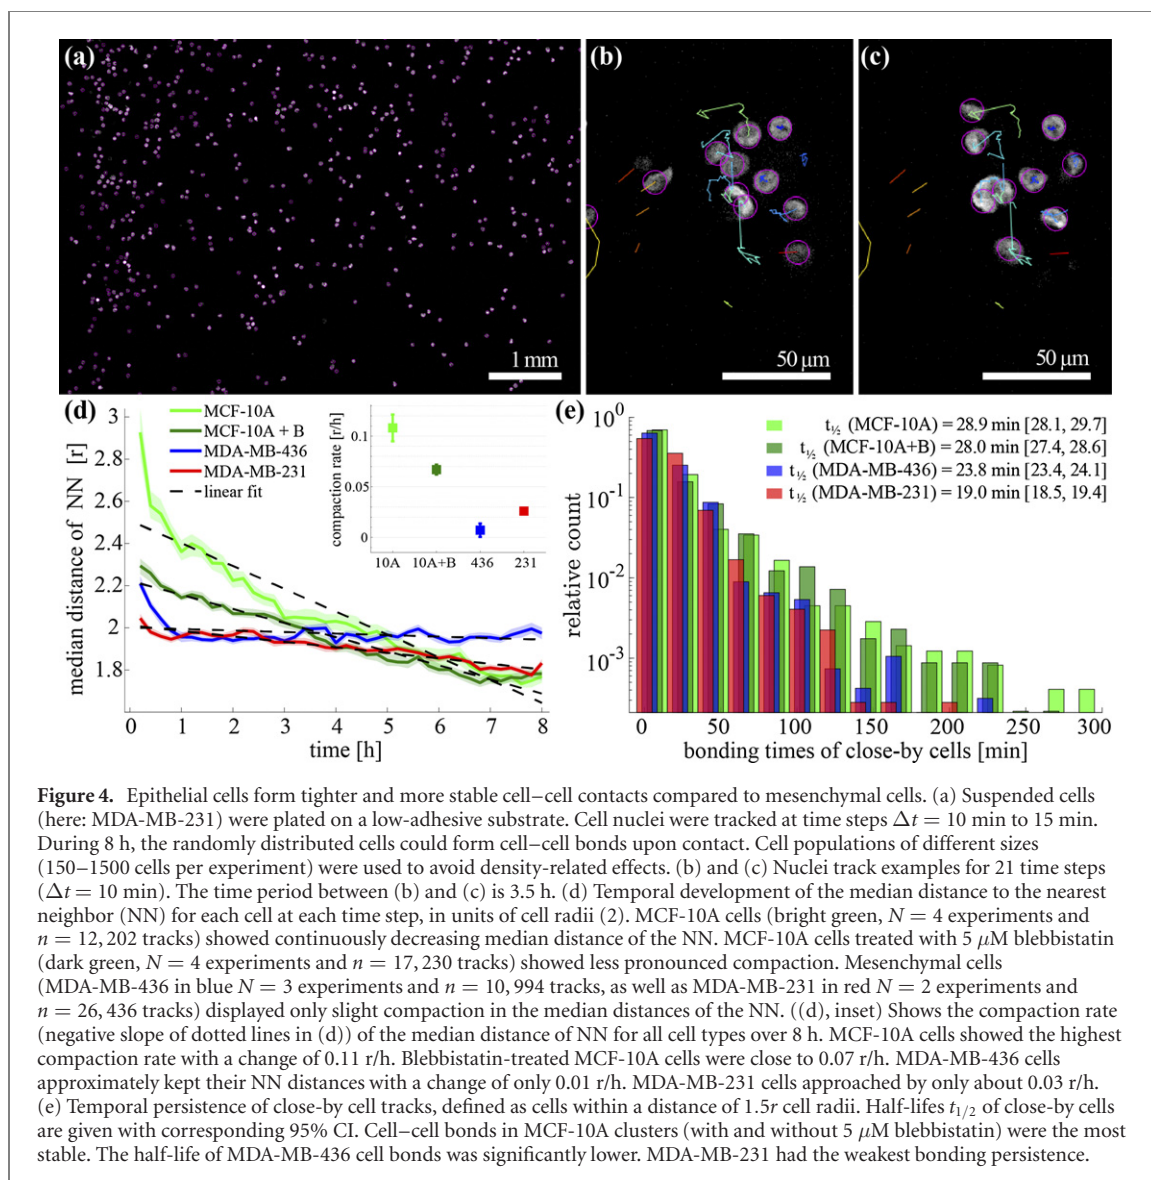 (a)
(b)
(c)
1 mm
50 μm
50 μm
(d)
MCF-10A
MCF-10A + B
MDA-MB-436
MDA-MB-231
linear fit
median distance of NN [r]
3
2.8
2.6
2.4
2.2
2
1.8
0 1 2 3 4 5 6 7 8
time [h]
compaction rate [r/h]
0.1
0.05
0
10A 10A+B 436 231
(e)
t½ (MCF-10A) = 28.9 min [28.1, 29.7]
t½ (MCF-10A+B) = 28.0 min [27.4, 28.6]
t½ (MDA-MB-436) = 23.8 min [23.4, 24.1]
t½ (MDA-MB-231) = 19.0 min [18.5, 19.4]
relative count
10⁰
10⁻¹
10⁻²
10⁻³
0 50 100 150 200 250 300
bonding times of close-by cells [min]
Figure 4. Epithelial cells form tighter and more stable cell–cell contacts compared to mesenchymal cells. (a) Suspended cells
(here: MDA-MB-231) were plated on a low-adhesive substrate. Cell nuclei were tracked at time steps Δt = 10 min to 15 min.
During 8 h, the randomly distributed cells could form cell–cell bonds upon contact. Cell populations of different sizes
(150–1500 cells per experiment) were used to avoid density-related effects. (b) and (c) Nuclei track examples for 21 time steps
(Δt = 10 min). The time period between (b) and (c) is 3.5 h. (d) Temporal development of the median distance to the nearest
neighbor (NN) for each cell at each time step, in units of cell radii (2). MCF-10A cells (bright green, N = 4 experiments and
n = 12, 202 tracks) showed continuously decreasing median distance of the NN. MCF-10A cells treated with 5 μM blebbistatin
(dark green, N = 4 experiments and n = 17, 230 tracks) showed less pronounced compaction. Mesenchymal cells
(MDA-MB-436 in blue N = 3 experiments and n = 10, 994 tracks, as well as MDA-MB-231 in red N = 2 experiments and
n = 26, 436 tracks) displayed only slight compaction in the median distances of the NN. ((d), inset) Shows the compaction rate
(negative slope of dotted lines in (d)) of the median distance of NN for all cell types over 8 h. MCF-10A cells showed the highest
compaction rate with a change of 0.11 r/h. Blebbistatin-treated MCF-10A cells were close to 0.07 r/h. MDA-MB-436 cells
approximately kept their NN distances with a change of only 0.01 r/h. MDA-MB-231 cells approached by only about 0.03 r/h.
(e) Temporal persistence of close-by cell tracks, defined as cells within a distance of 1.5r cell radii. Half-lifes t1/2 of close-by cells
are given with corresponding 95% CI. Cell–cell bonds in MCF-10A clusters (with and without 5 μM blebbistatin) were the most
stable. The half-life of MDA-MB-436 cell bonds was significantly lower. MDA-MB-231 had the weakest bonding persistence.